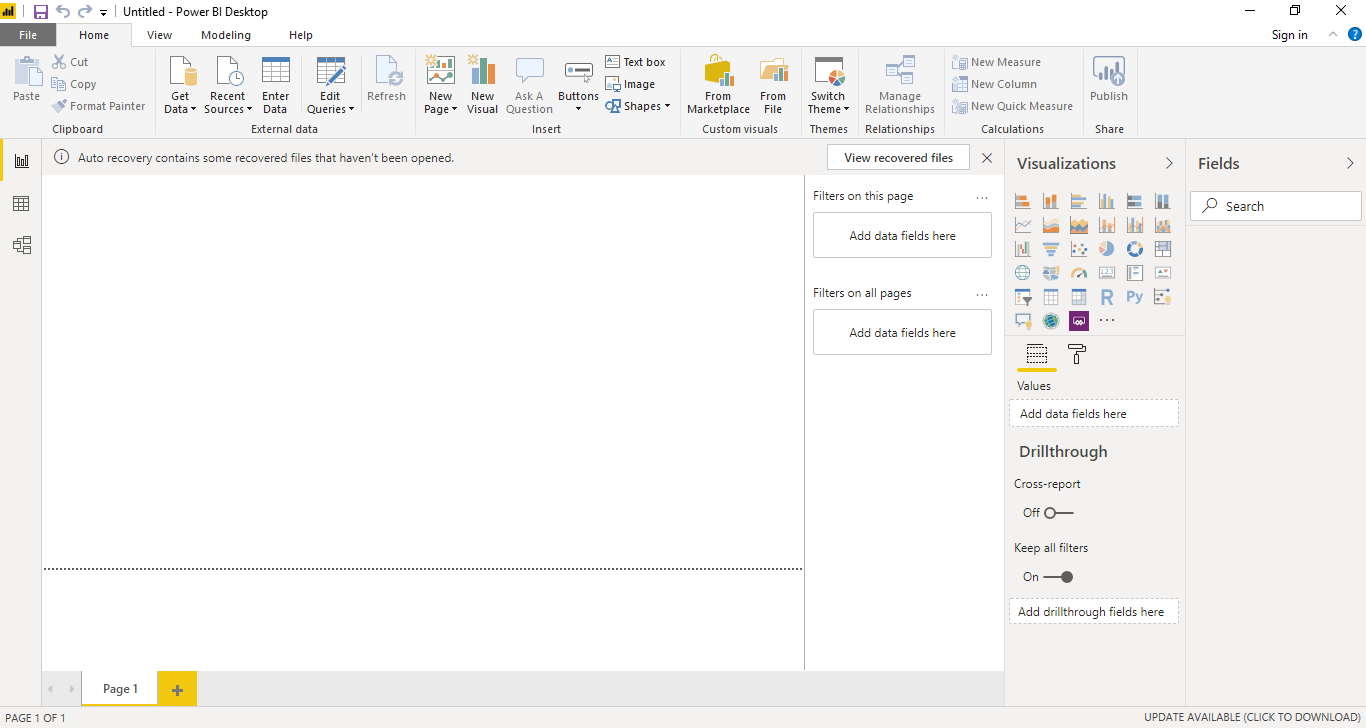 Untitled - Power BI Desktop
File Home View Modeling Help Sign in ?
Paste
Cut
Copy
Format Painter
Clipboard
Get
Data
Recent
Sources
Enter
Data
Edit
Queries
Refresh
External data
New
Page
New
Visual
Ask A
Question
Buttons
Text box
Image
Shapes
Insert
From
Marketplace
From
File
Custom visuals
Switch
Theme
Themes
Manage
Relationships
Relationships
New Measure
New Column
New Quick Measure
Calculations
Publish
Share
Auto recovery contains some recovered files that haven't been opened.
View recovered files
Filters on this page
Add data fields here
Filters on all pages
Add data fields here
Visualizations
123
R
Py
Values
Add data fields here
Drillthrough
Cross-report
Off
Keep all filters
On
Add drillthrough fields here
Fields
Search
Page 1
PAGE 1 OF 1
UPDATE AVAILABLE (CLICK TO DOWNLOAD)